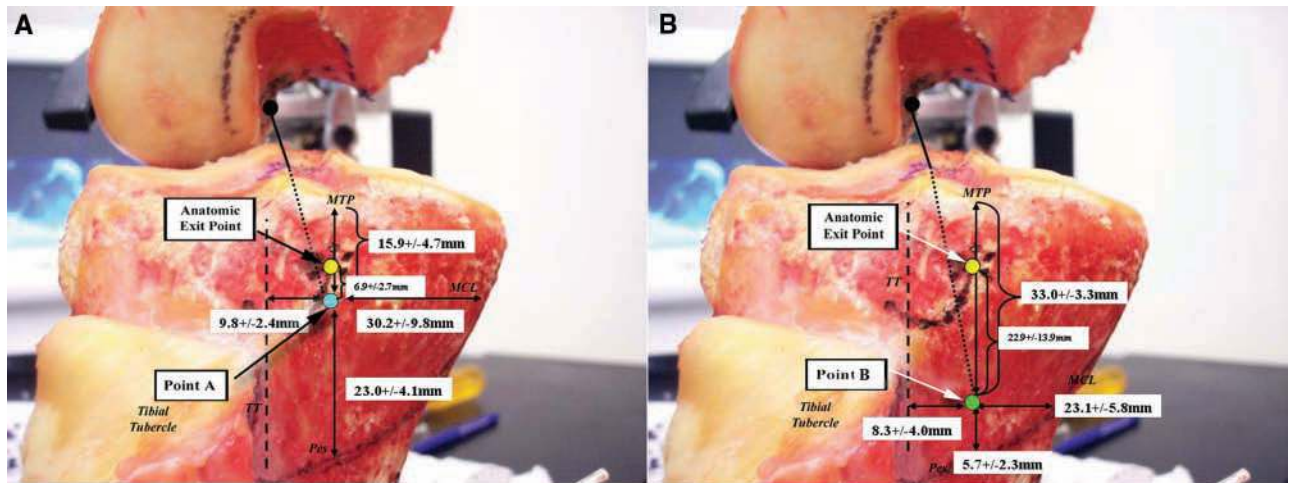 A
MTP
Anatomic
Exit Point
15.9+/-4.7mm
6.9+/-2.7mm
MCL
9.8+/-2.4mm
30.2+/-9.8mm
Point A
23.0+/-4.1mm
TT
Tibial
Tubercle
Pes
B
MTP
Anatomic
Exit Point
TT
33.0+/-3.3mm
22.9+/-13.9mm
Point B
MCL
23.1+/-5.8mm
Tibial
Tubercle
8.3+/-4.0mm
Pes
5.7+/-2.3mm